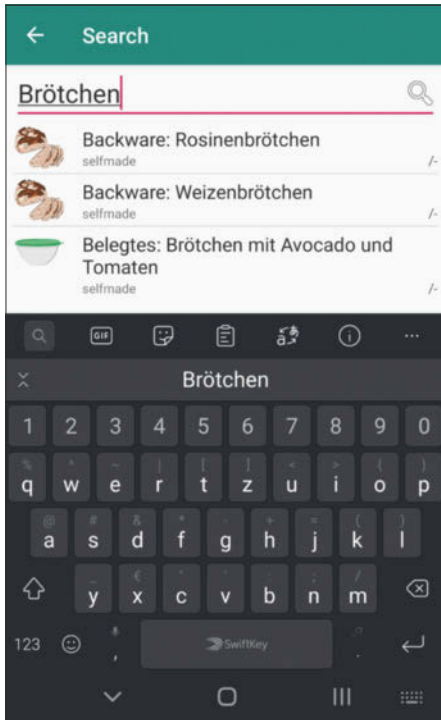 Search
Brötchen
Backware: Rosinenbrötchen
selfmade
/-
Backware: Weizenbrötchen
selfmade
/-
Belegtes: Brötchen mit Avocado und
Tomaten
selfmade
/-
GIF
Brötchen
1 2 3 4 5 6 7 8 9 0
q w e r t z u i o p
a s d f g h j k l
y x c v b n m
123 , SwiftKey .